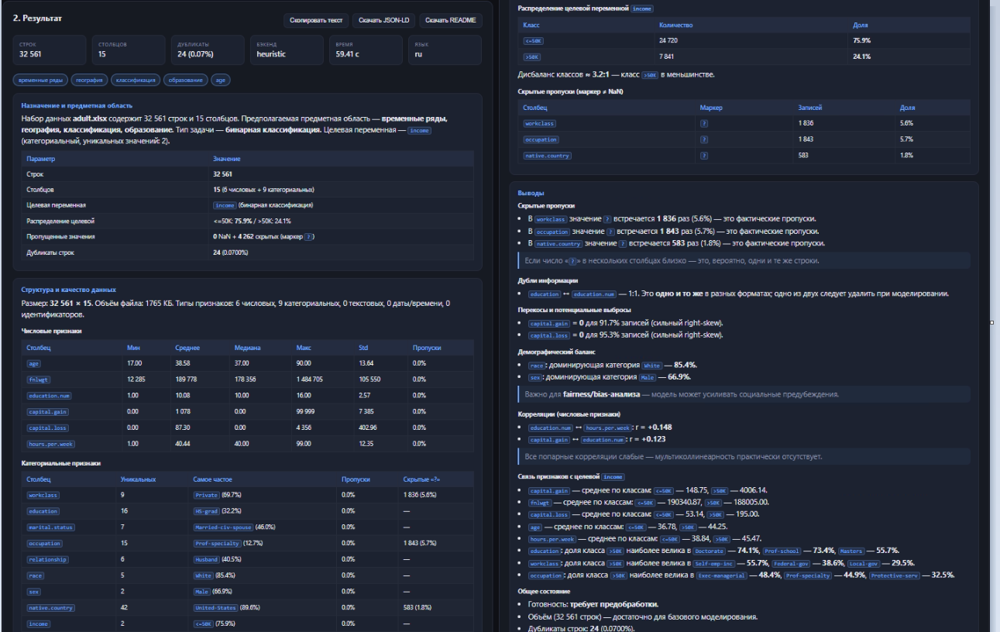 2. Результат
Скопировать текст
Скачать JSON-LD
Скачать README
СТРОК
32 561
СТОЛБЦОВ
15
ДУБЛИКАТЫ
24 (0.07%)
БЭКЕНД
heuristic
ВРЕМЯ
59.41 с
ЯЗЫК
ru
временные ряды география классификация образование age
Назначение и предметная область
Набор данных adult.xlsx содержит 32 561 строк и 15 столбцов. Предполагаемая предметная область — временные ряды,
география, классификация, образование. Тип задачи — бинарная классификация. Целевая переменная — income
(категориальный, уникальных значений: 2).
Параметр Значение
Строк 32 561
Столбцов 15 (6 числовых + 9 категориальных)
Целевая переменная income (бинарная классификация)
Распределение целевой <=50K: 75.9% / >50K: 24.1%
Пропущенные значения 0 NaN + 4 262 скрытых (маркер ?)
Дубликаты строк 24 (0.0700%)
Структура и качество данных
Размер: 32 561 × 15. Объём файла: 1765 КБ. Типы признаков: 6 числовых, 9 категориальных, 0 текстовых, 0 даты/времени, 0
идентификаторов.
Числовые признаки
Столбец Мин Среднее Медиана Макс Std Пропуски
age 17.00 38.58 37.00 90.00 13.64 0.0%
fnlwgt 12 285 189 778 178 356 1 484 705 105 550 0.0%
education.num 1.00 10.08 10.00 16.00 2.57 0.0%
capital.gain 0.00 1 078 0.00 99 999 7 385 0.0%
capital.loss 0.00 87.30 0.00 4 356 402.96 0.0%
hours.per.week 1.00 40.44 40.00 99.00 12.35 0.0%
Категориальные признаки
Столбец Уникальных Самое частое Пропуски Скрытые «?»
workclass 9 Private (69.7%) 0.0% 1 836 (5.6%)
education 16 HS-grad (32.2%) 0.0% —
marital.status 7 Married-civ-spouse (46.0%) 0.0% —
occupation 15 Prof-specialty (12.7%) 0.0% 1 843 (5.7%)
relationship 6 Husband (40.5%) 0.0% —
race 5 White (85.4%) 0.0% —
sex 2 Male (66.9%) 0.0% —
native.country 42 United-States (89.6%) 0.0% 583 (1.8%)
income 2 <=50K (75.9%) 0.0% —
Распределение целевой переменной income
Класс Количество Доля
<=50K 24 720 75.9%
>50K 7 841 24.1%
Дисбаланс классов ≈ 3.2:1 — класс >50K в меньшинстве.
Скрытые пропуски (маркер ≠ NaN)
Столбец Маркер Записей Доля
workclass ? 1 836 5.6%
occupation ? 1 843 5.7%
native.country ? 583 1.8%
Выводы
Скрытые пропуски
• В workclass значение ? встречается 1 836 раз (5.6%) — это фактические пропуски.
• В occupation значение ? встречается 1 843 раз (5.7%) — это фактические пропуски.
• В native.country значение ? встречается 583 раз (1.8%) — это фактические пропуски.
Если число «?» в нескольких столбцах близко — это, вероятно, одни и те же строки.
Дубли информации
• education ↔ education.num — 1:1. Это одно и то же в разных форматах; одно из двух следует удалить при моделировании.
Перекосы и потенциальные выбросы
• capital.gain = 0 для 91.7% записей (сильный right-skew).
• capital.loss = 0 для 95.3% записей (сильный right-skew).
Демографический баланс
• race: доминирующая категория White — 85.4%.
• sex: доминирующая категория Male — 66.9%.
Важно для fairness/bias-анализа — модель может усиливать социальные предубеждения.
Корреляции (числовые признаки)
• education.num ↔ hours.per.week: r = +0.148
• capital.gain ↔ education.num: r = +0.123
Все попарные корреляции слабые — мультиколлинеарность практически отсутствует.
Связь признаков с целевой income
• capital.gain — среднее по классам: <=50K — 148.75, >50K — 4006.14.
• fnlwgt — среднее по классам: <=50K — 190340.87, >50K — 188005.00.
• capital.loss — среднее по классам: <=50K — 53.14, >50K — 195.00.
• age — среднее по классам: <=50K — 36.78, >50K — 44.25.
• hours.per.week — среднее по классам: <=50K — 38.84, >50K — 45.47.
• education: доля класса >50K наиболее велика в Doctorate — 74.1%, Prof-school — 73.4%, Masters — 55.7%.
• workclass: доля класса >50K наиболее велика в Self-emp-inc — 55.7%, Federal-gov — 38.6%, Local-gov — 29.5%.
• occupation: доля класса >50K наиболее велика в Exec-managerial — 48.4%, Prof-specialty — 44.9%, Protective-serv — 32.5%.
Общее состояние
• Готовность: требует предобработки.
• Объём (32 561 строк) — достаточно для базового моделирования.
• Дубликаты строк: 24 (0.0700%).